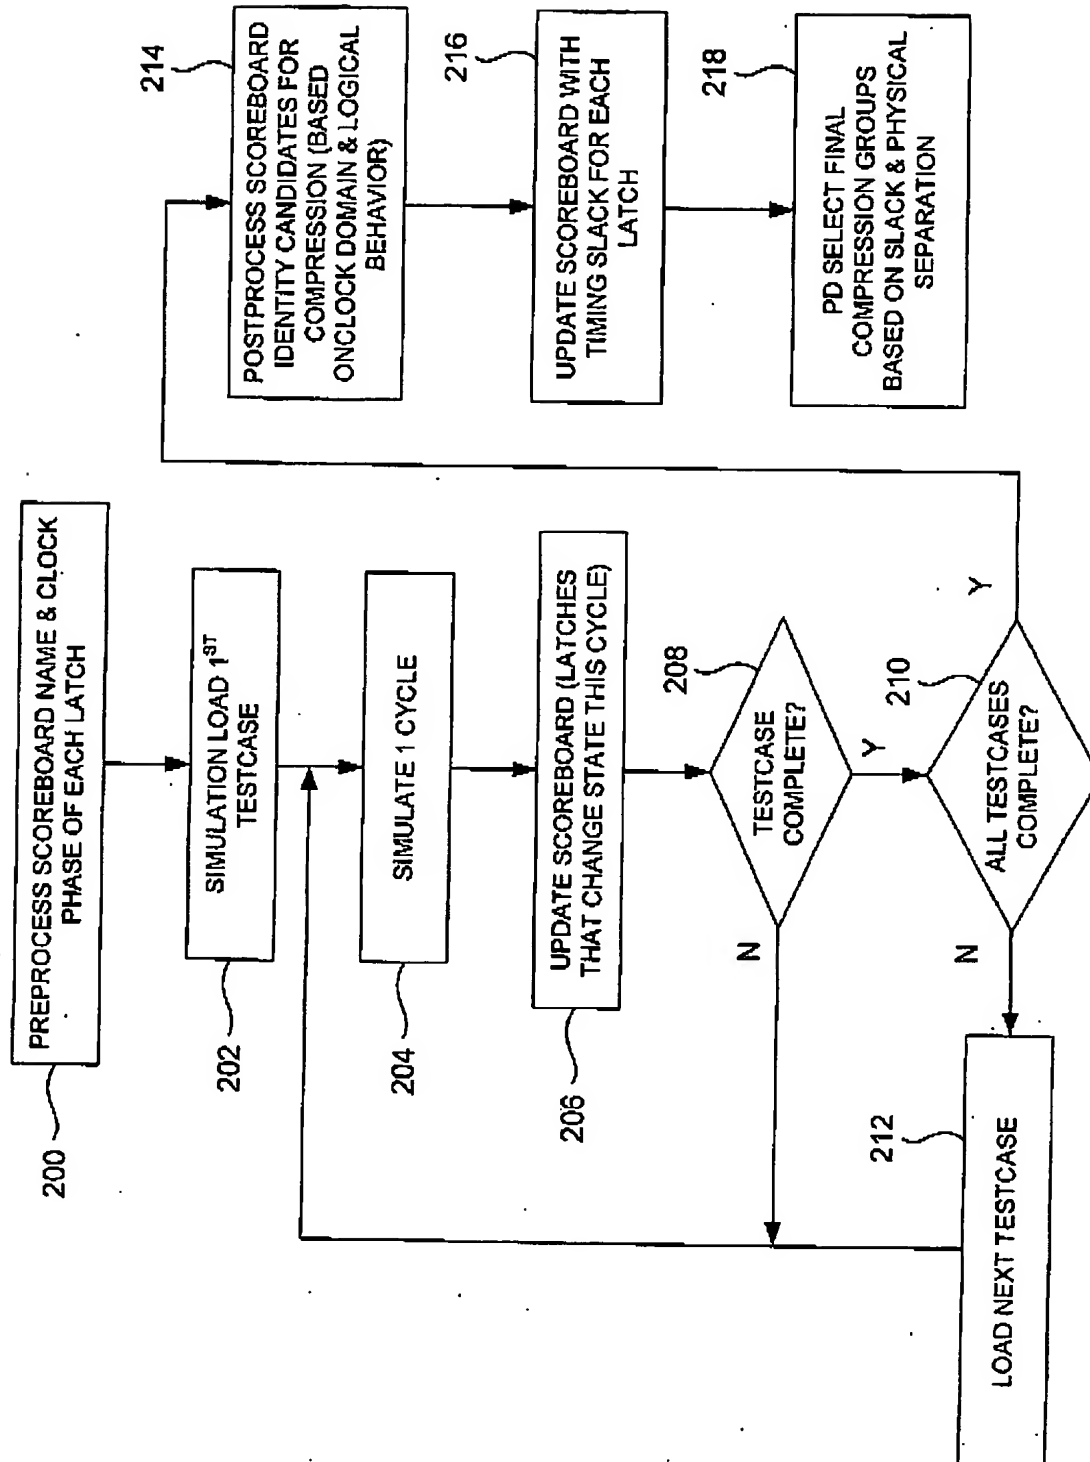 PREPROCESS SCOREBOARD NAME & CLOCK
PHASE OF EACH LATCH
200
SIMULATION LOAD 1ST
TESTCASE
202
SIMULATE 1 CYCLE
204
UPDATE SCOREBOARD (LATCHES
THAT CHANGE STATE THIS CYCLE)
206
TESTCASE
COMPLETE?
208
N
Y
ALL TESTCASES
COMPLETE?
210
N
Y
LOAD NEXT TESTCASE
212
POSTPROCESS SCOREBOARD
IDENTITY CANDIDATES FOR
COMPRESSION (BASED
ONCLOCK DOMAIN & LOGICAL
BEHAVIOR)
214
UPDATE SCOREBOARD WITH
TIMING SLACK FOR EACH
LATCH
216
PD SELECT FINAL
COMPRESSION GROUPS
BASED ON SLACK & PHYSICAL
SEPARATION
218